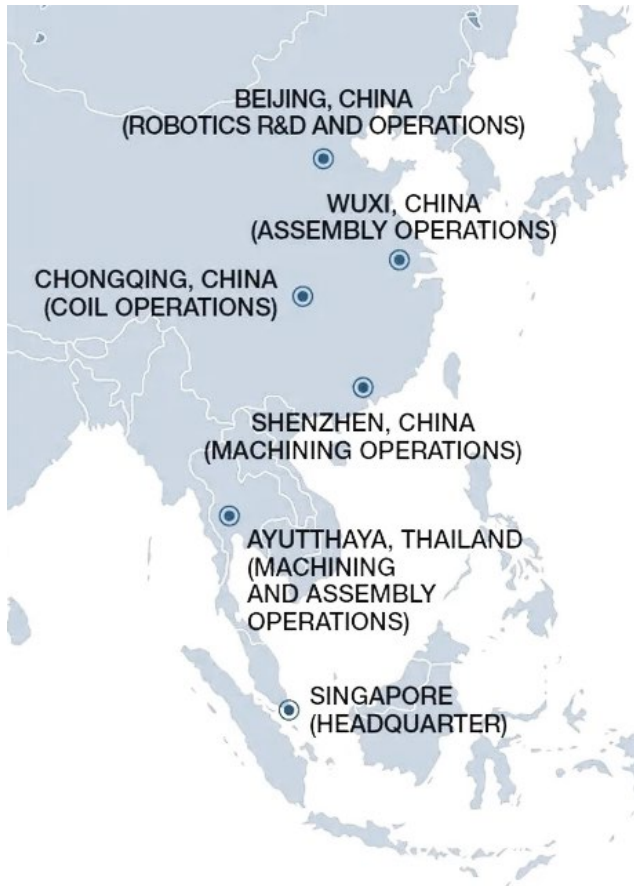 BEIJING, CHINA
(ROBOTICS R&D AND OPERATIONS)
WUXI, CHINA
(ASSEMBLY OPERATIONS)
CHONGQING, CHINA
(COIL OPERATIONS)
SHENZHEN, CHINA
(MACHINING OPERATIONS)
AYUTTHAYA, THAILAND
(MACHINING
AND ASSEMBLY
OPERATIONS)
SINGAPORE
(HEADQUARTER)